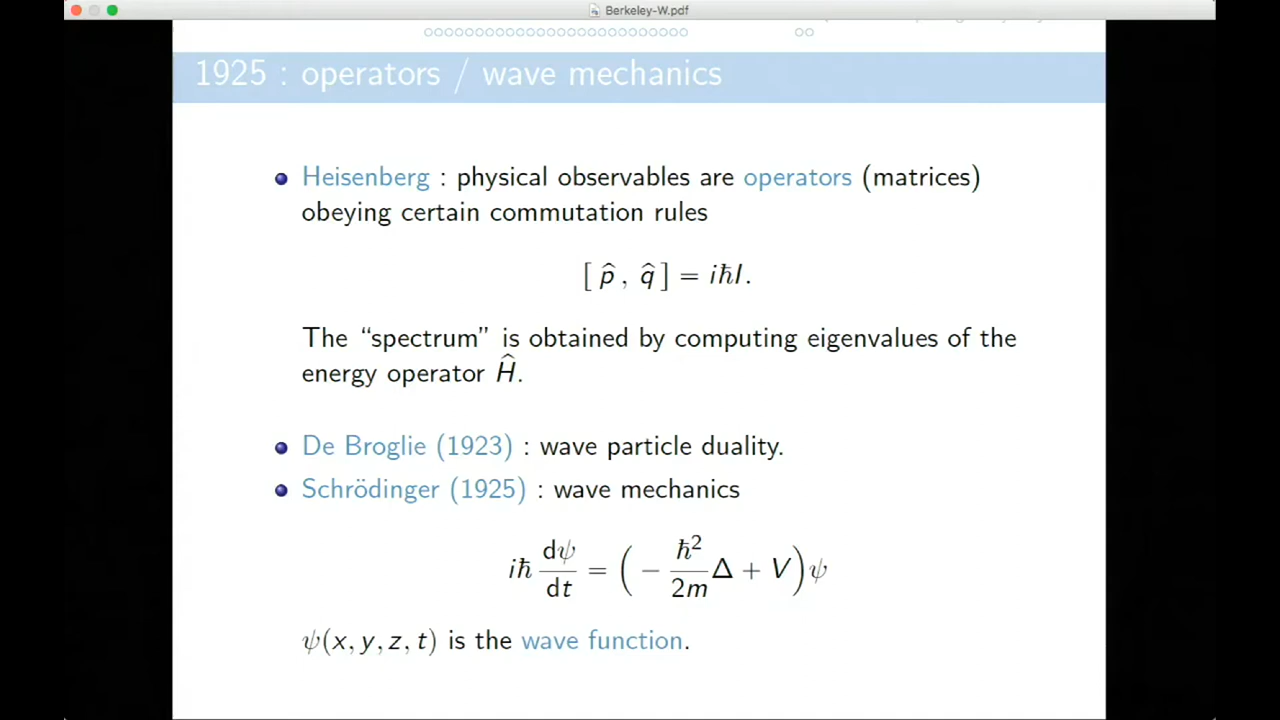 Berkeley-W.pdf
1925 : operators / wave mechanics
Heisenberg : physical observables are operators (matrices)
obeying certain commutation rules
[ p̂ , q̂ ] = iħI.
The “spectrum” is obtained by computing eigenvalues of the
energy operator Ĥ.
De Broglie (1923) : wave particle duality.
Schrödinger (1925) : wave mechanics
iħ dψ/dt = ( − ħ²/2m Δ + V ) ψ
ψ(x, y, z, t) is the wave function.